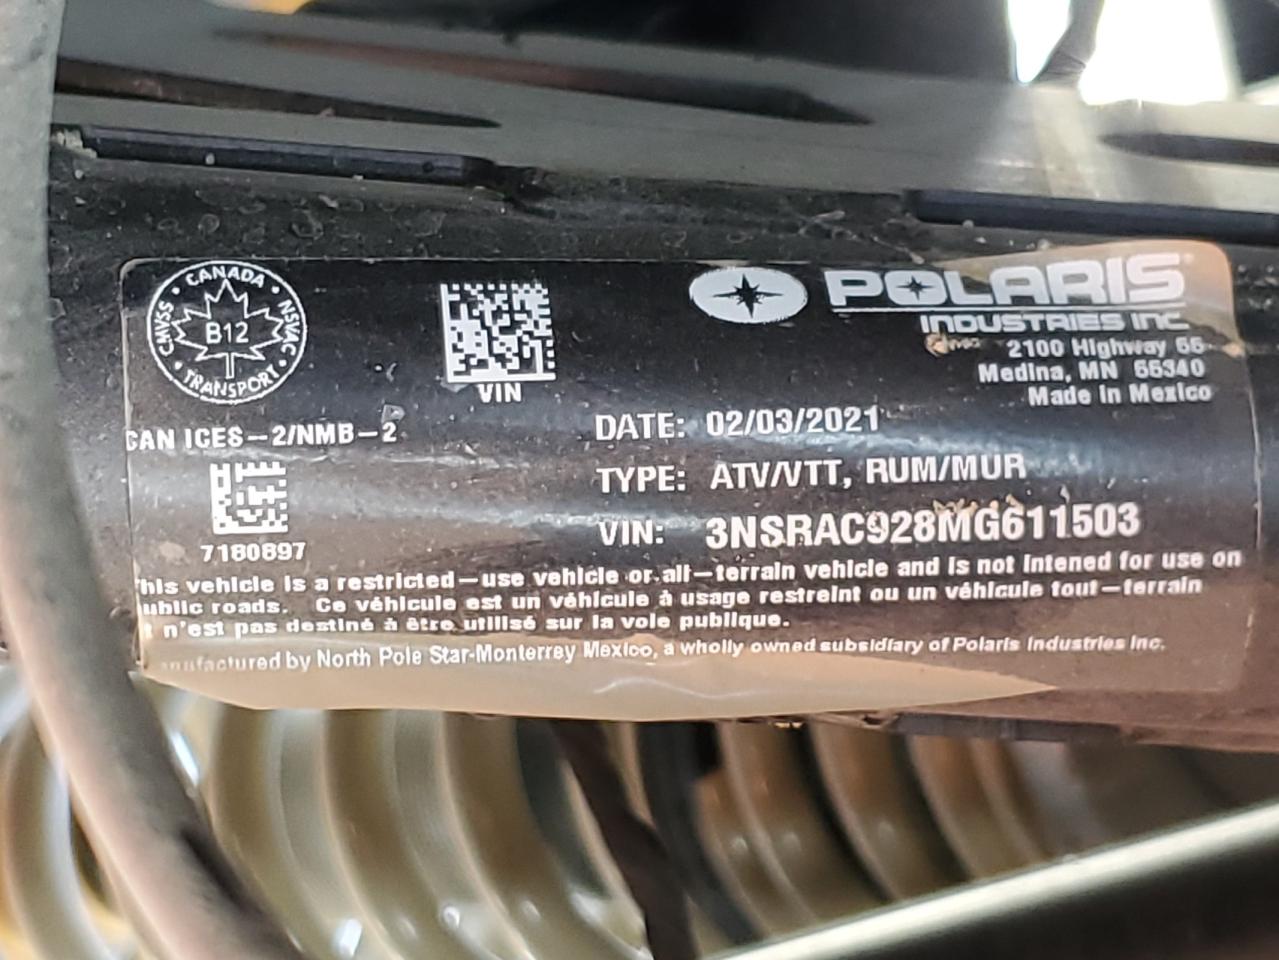 CANADA
NSVAC
TRANSPORT
CMVSS
B12
VIN
POLARIS®
INDUSTRIES INC.
2100 Highway 55
Medina, MN 55340
Made in Mexico
CAN ICES-2/NMB-2
7180897
DATE: 02/03/2021
TYPE: ATV/VTT, RUM/MUR
VIN: 3NSRAC928MG611503
his vehicle is a restricted-use vehicle or all-terrain vehicle and is not intened for use on
ublic roads. Ce véhicule est un véhicule à usage restreint ou un véhicule tout-terrain
t n'est pas destiné à être utilisé sur la voie publique.
anufactured by North Pole Star-Monterrey Mexico, a wholly owned subsidiary of Polaris Industries Inc.